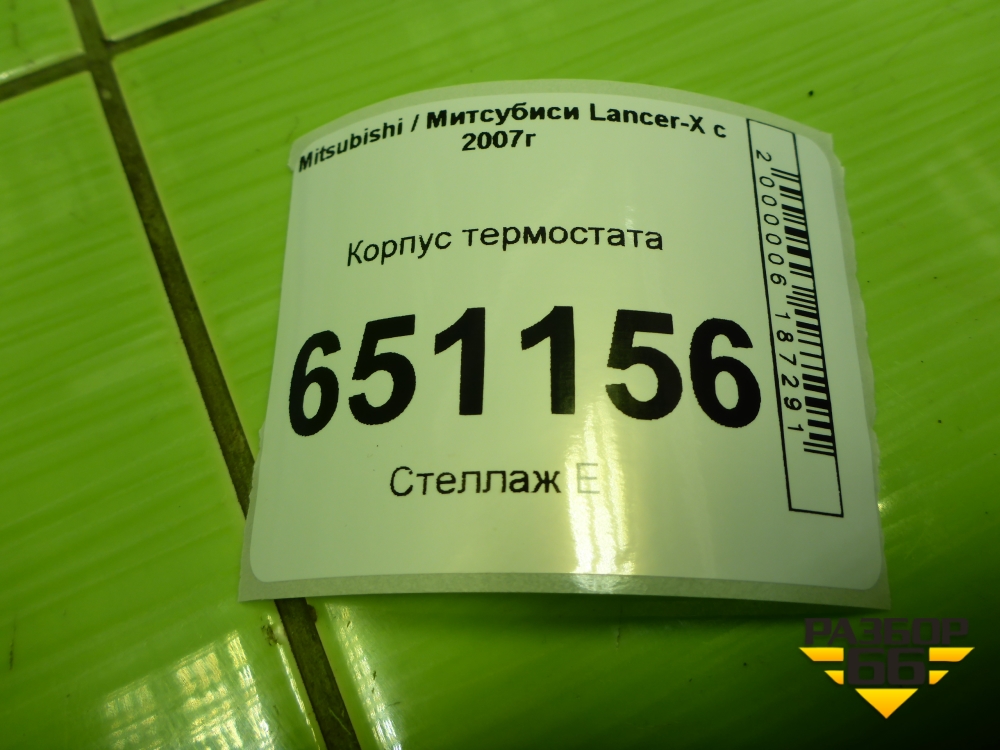 Mitsubishi / Митсубиси Lancer-X с
2007г
Корпус термостата
651156
Стеллаж E
2000006187291
РАЗБОР
66